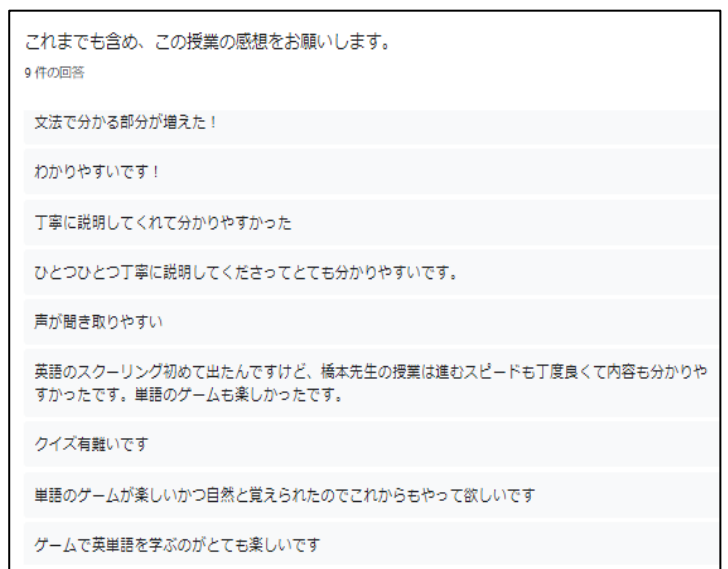 これまでも含め、この授業の感想をお願いします。
9 件の回答
文法で分かる部分が増えた！
わかりやすいです！
丁寧に説明してくれて分かりやすかった
ひとつひとつ丁寧に説明してくださってとても分かりやすいです。
声が聞き取りやすい
英語のスクーリング初めて出たんですけど、橋本先生の授業は進むスピードも丁度良くて内容も分かりや
すかったです。単語のゲームも楽しかったです。
クイズ有難いです
単語のゲームが楽しいかつ自然と覚えられたのでこれからもやって欲しいです
ゲームで英単語を学ぶのがとても楽しいです